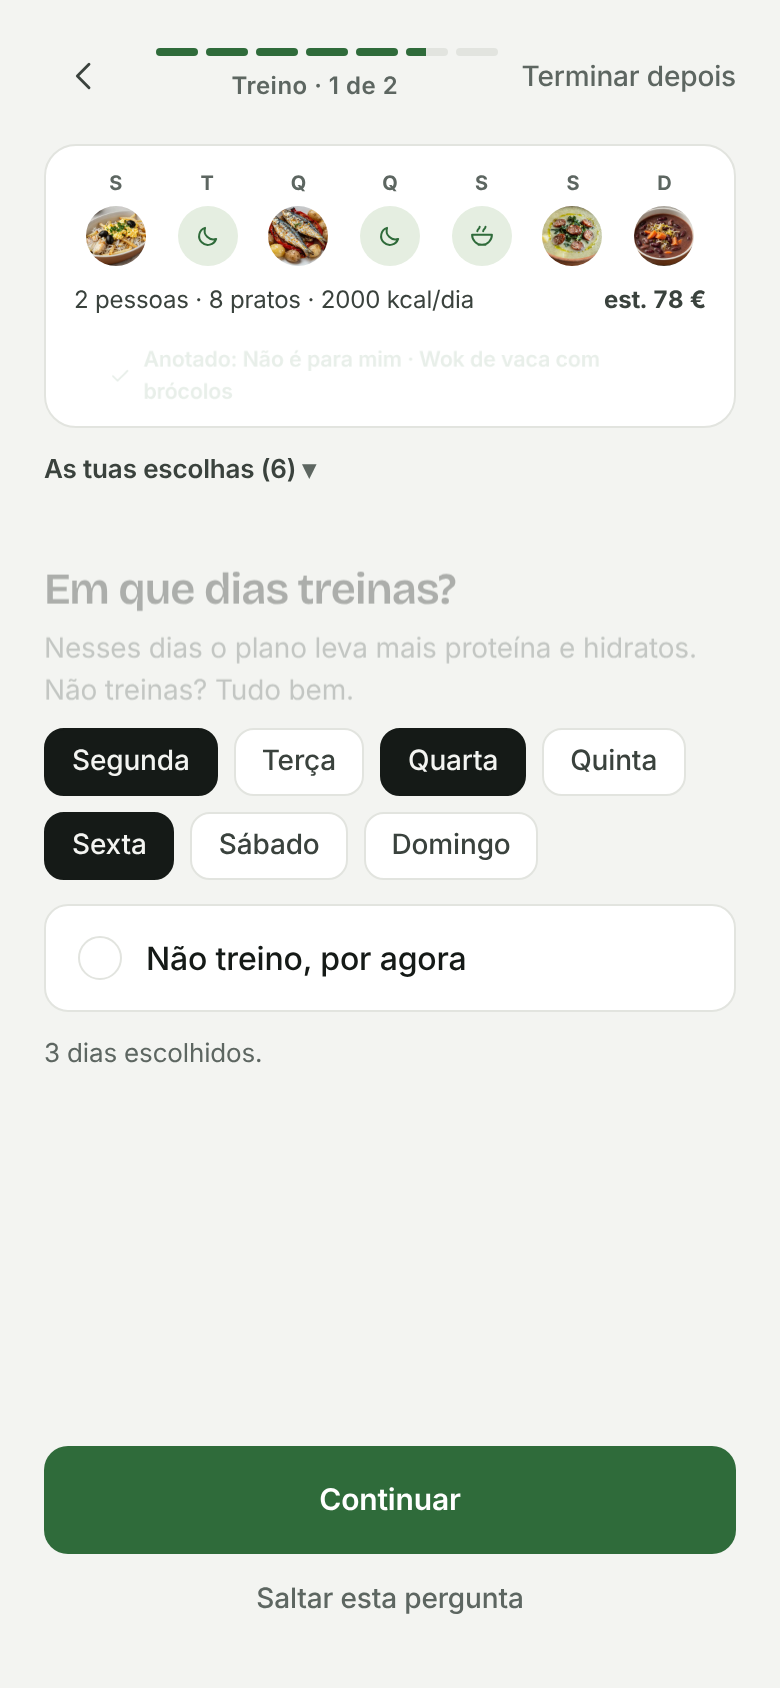 Treino · 1 de 2
Terminar depois
S T Q Q S S D
2 pessoas · 8 pratos · 2000 kcal/dia
est. 78 €
Anotado: Não é para mim · Wok de vaca com
brócolos
As tuas escolhas (6) ▾
Em que dias treinas?
Nesses dias o plano leva mais proteína e hidratos.
Não treinas? Tudo bem.
Segunda
Terça
Quarta
Quinta
Sexta
Sábado
Domingo
Não treino, por agora
3 dias escolhidos.
Continuar
Saltar esta pergunta